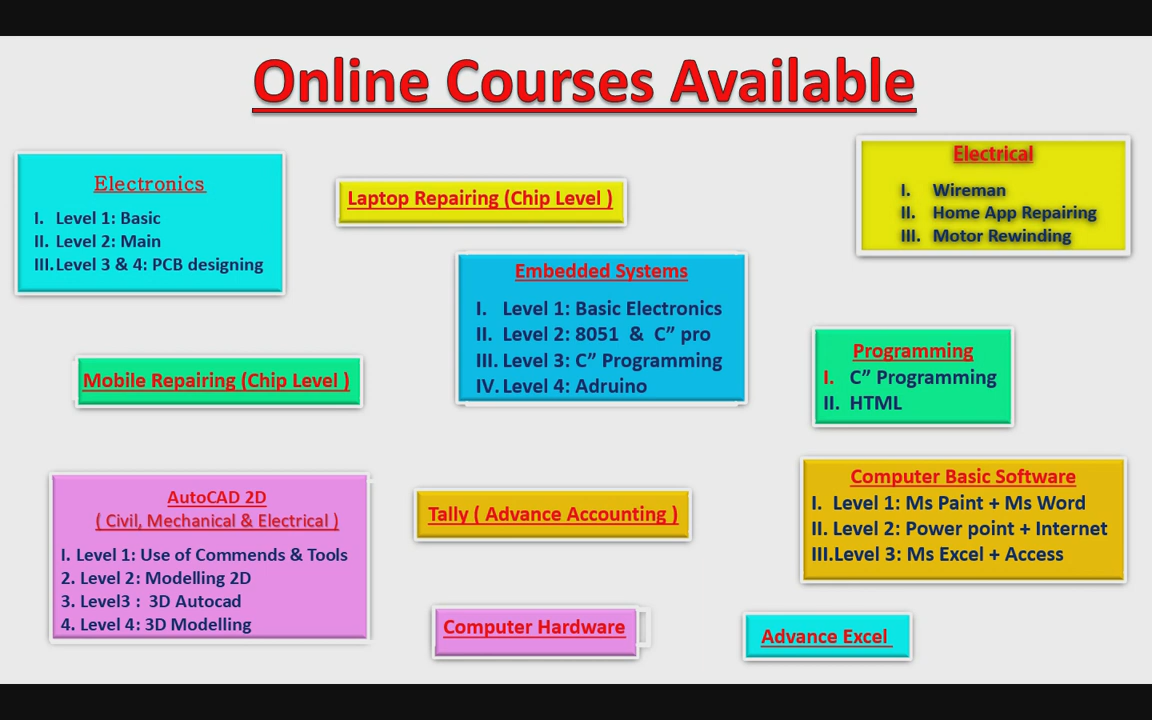 Online Courses Available
Electronics
I. Level 1: Basic
II. Level 2: Main
III.Level 3 & 4: PCB designing
Laptop Repairing (Chip Level )
Electrical
I. Wireman
II. Home App Repairing
III. Motor Rewinding
Embedded Systems
I. Level 1: Basic Electronics
II. Level 2: 8051 & C” pro
III. Level 3: C” Programming
IV. Level 4: Adruino
Mobile Repairing (Chip Level )
Programming
I. C” Programming
II. HTML
AutoCAD 2D
( Civil, Mechanical & Electrical )
I. Level 1: Use of Commends & Tools
2. Level 2: Modelling 2D
3. Level3 : 3D Autocad
4. Level 4: 3D Modelling
Tally ( Advance Accounting )
Computer Basic Software
I. Level 1: Ms Paint + Ms Word
II. Level 2: Power point + Internet
III.Level 3: Ms Excel + Access
Computer Hardware
Advance Excel